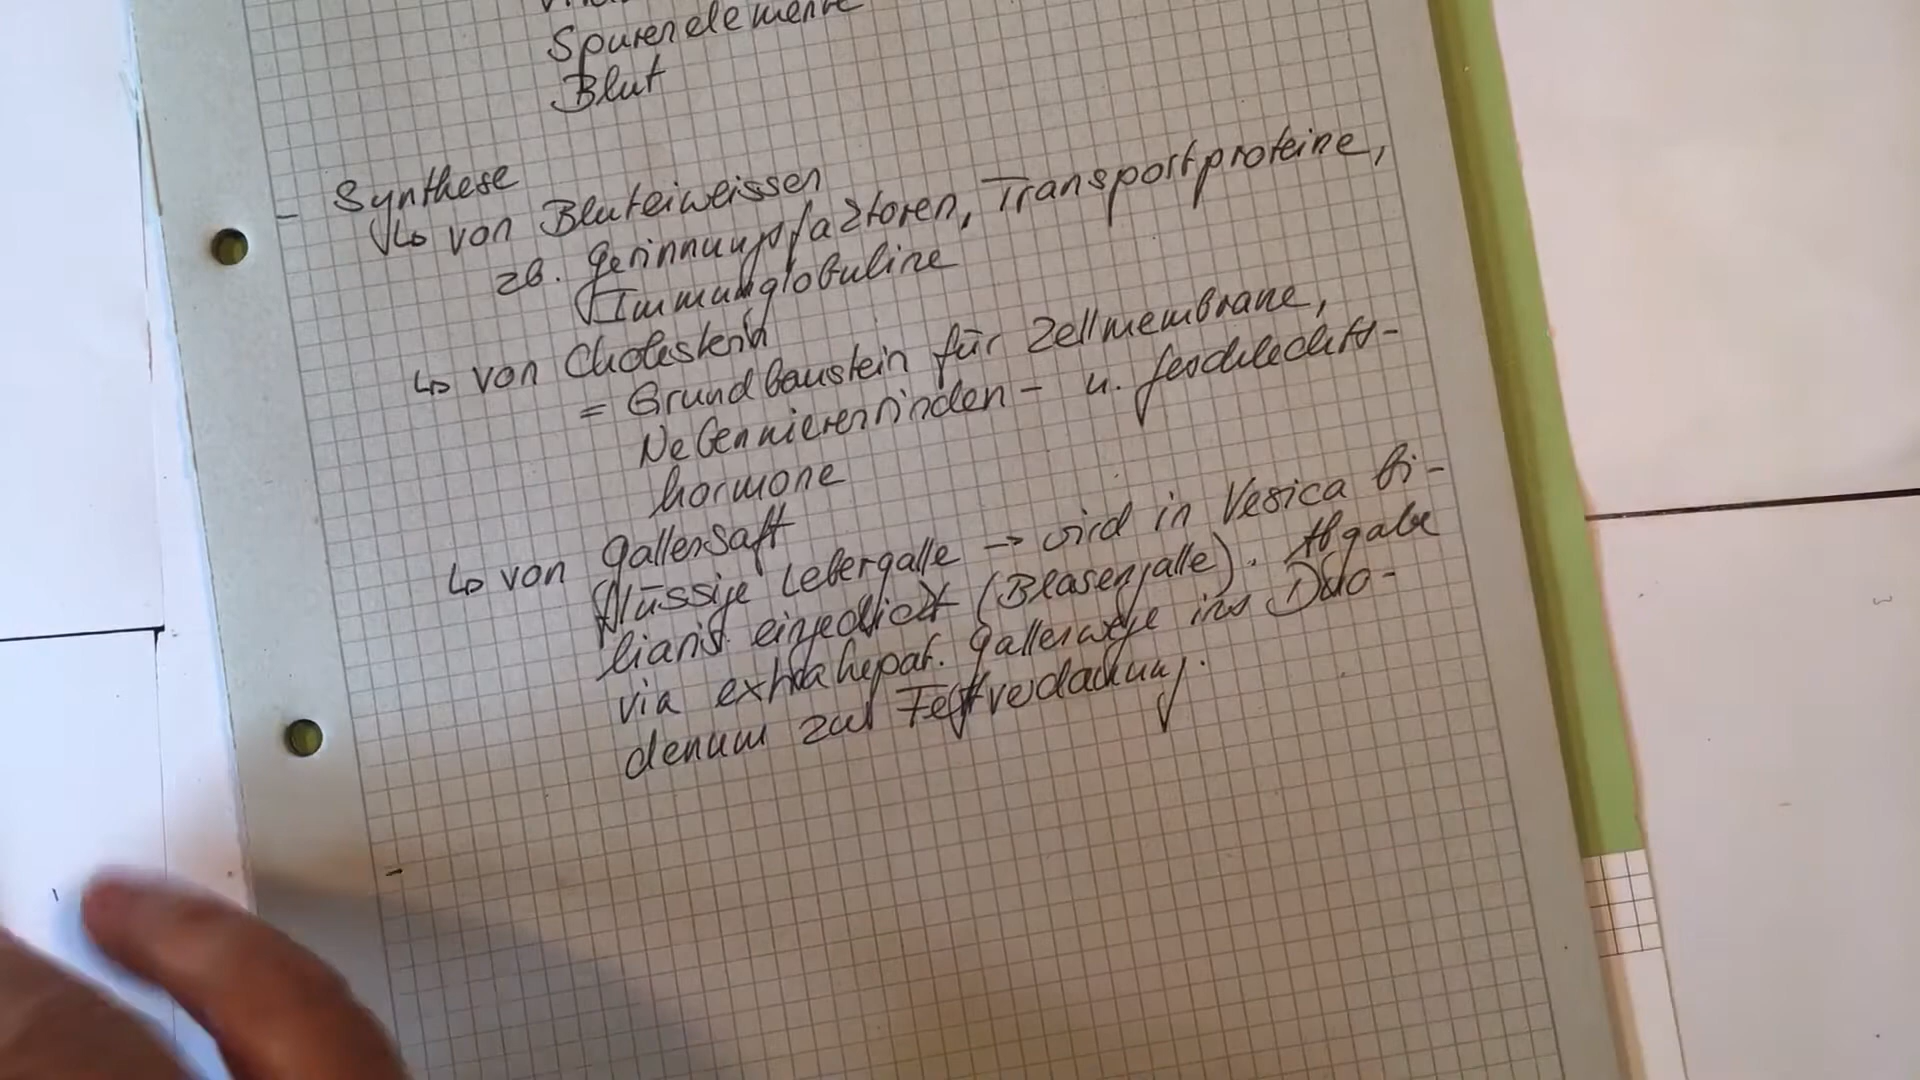 Spurenelemente
Blut
- Synthese
↳ von Bluteiweissen
zB. Gerinnungsfaktoren, Transportproteine,
Immunglobuline
↳ von Cholesterin
= Grundbaustein für Zellmembrane,
Nebennierenrinden- u. Geschlechts-
hormone
↳ von Gallensaft
flüssige Lebergalle → wird in Vesica bi-
liaris eingedickt (Blasengalle). Abgabe
via extrahepat. Gallenwege ins Duo-
denum zur Fettverdauung.
-